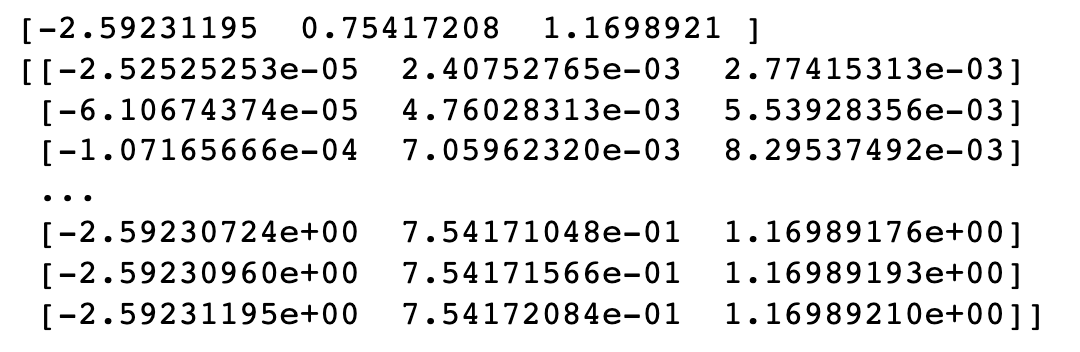 [-2.59231195  0.75417208  1.1698921 ]
[[-2.52525253e-05  2.40752765e-03  2.77415313e-03]
 [-6.10674374e-05  4.76028313e-03  5.53928356e-03]
 [-1.07165666e-04  7.05962320e-03  8.29537492e-03]
 ...
 [-2.59230724e+00  7.54171048e-01  1.16989176e+00]
 [-2.59230960e+00  7.54171566e-01  1.16989193e+00]
 [-2.59231195e+00  7.54172084e-01  1.16989210e+00]]